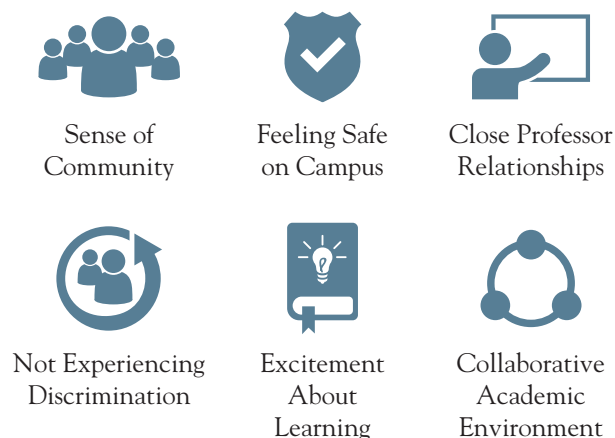 Sense of
Community
Feeling Safe
on Campus
Close Professor
Relationships
Not Experiencing
Discrimination
Excitement
About
Learning
Collaborative
Academic
Environment